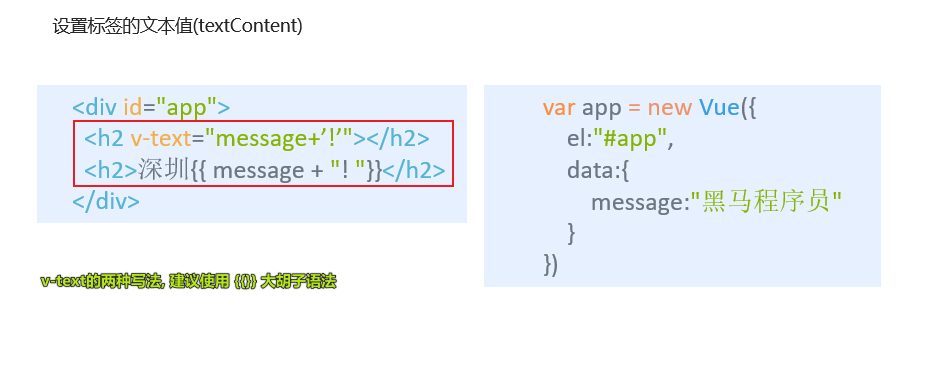 设置标签的文本值(textContent)
<div id="app">
<h2 v-text="message+’!’"></h2>
<h2>深圳{{ message + "! "}}</h2>
</div>
var app = new Vue({
el:"#app",
data:{
message:"黑马程序员"
}
})
v-text的两种写法, 建议使用 {{}} 大胡子语法